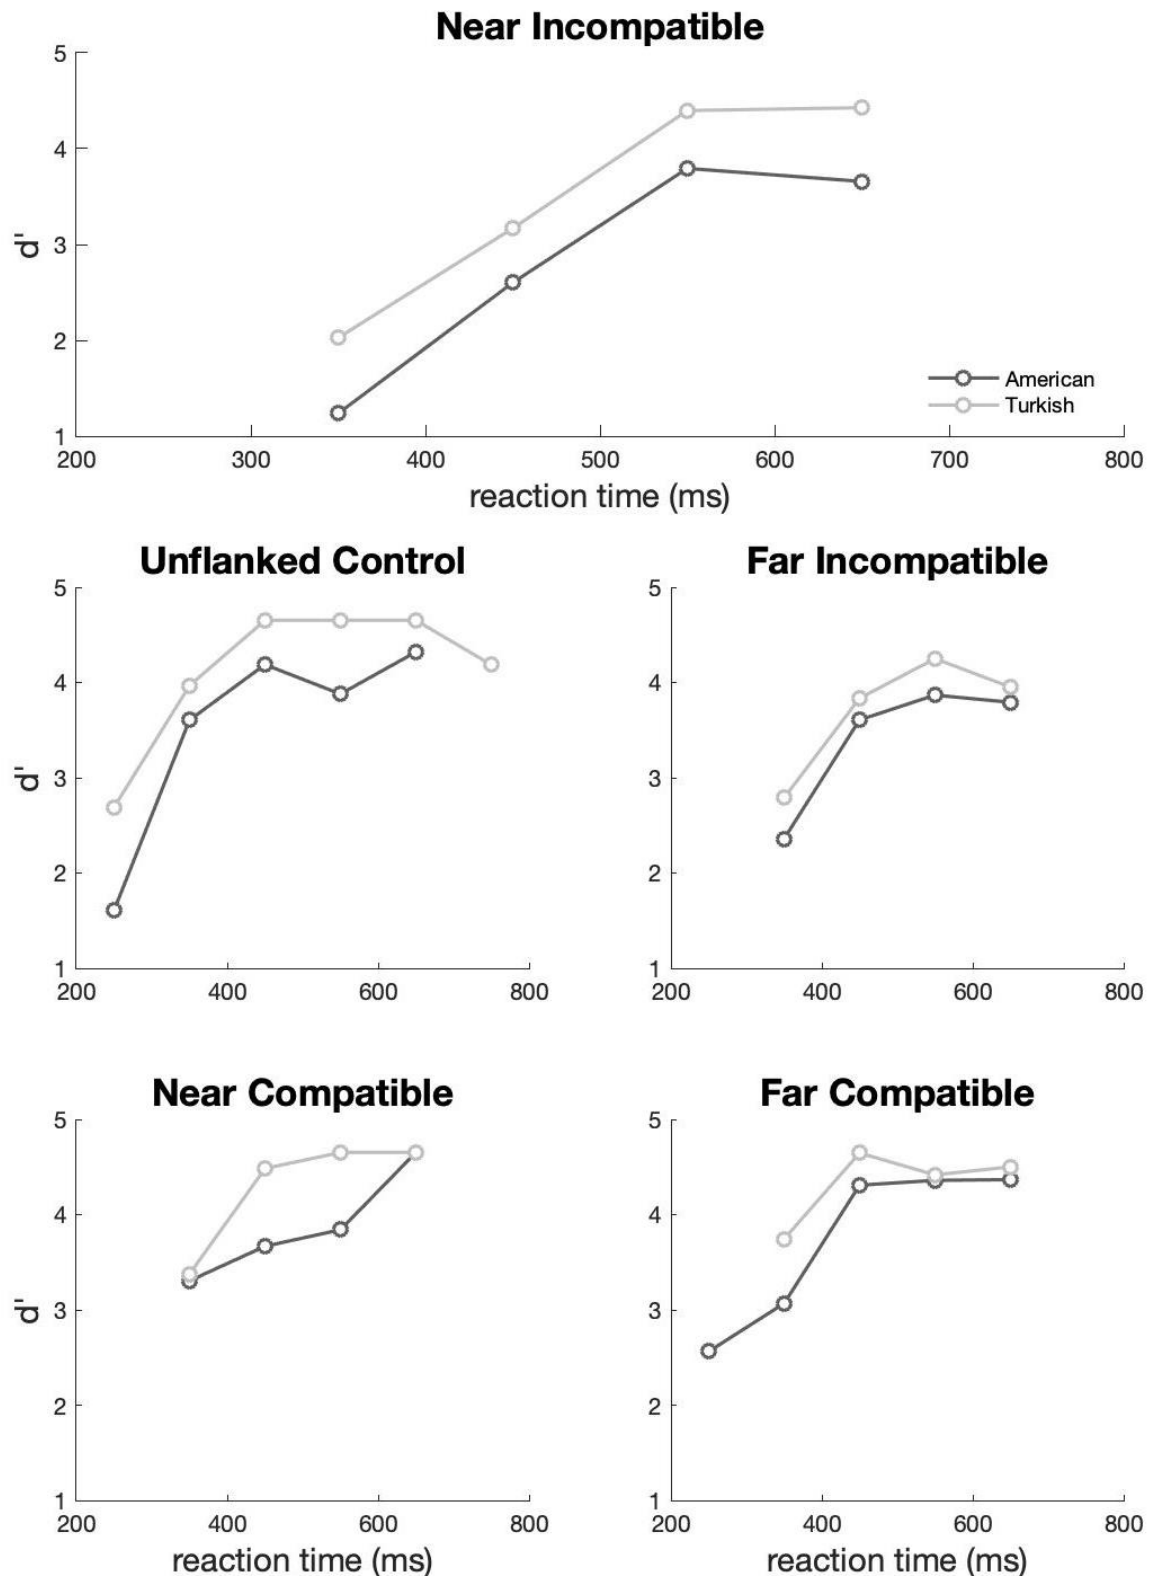 Near Incompatible
5
4
3
2
1
d'
200 300 400 500 600 700 800
reaction time (ms)
American
Turkish
Unflanked Control
5
4
3
2
1
d'
200 400 600 800
Far Incompatible
5
4
3
2
1
200 400 600 800
Near Compatible
5
4
3
2
1
d'
200 400 600 800
reaction time (ms)
Far Compatible
5
4
3
2
1
200 400 600 800
reaction time (ms)